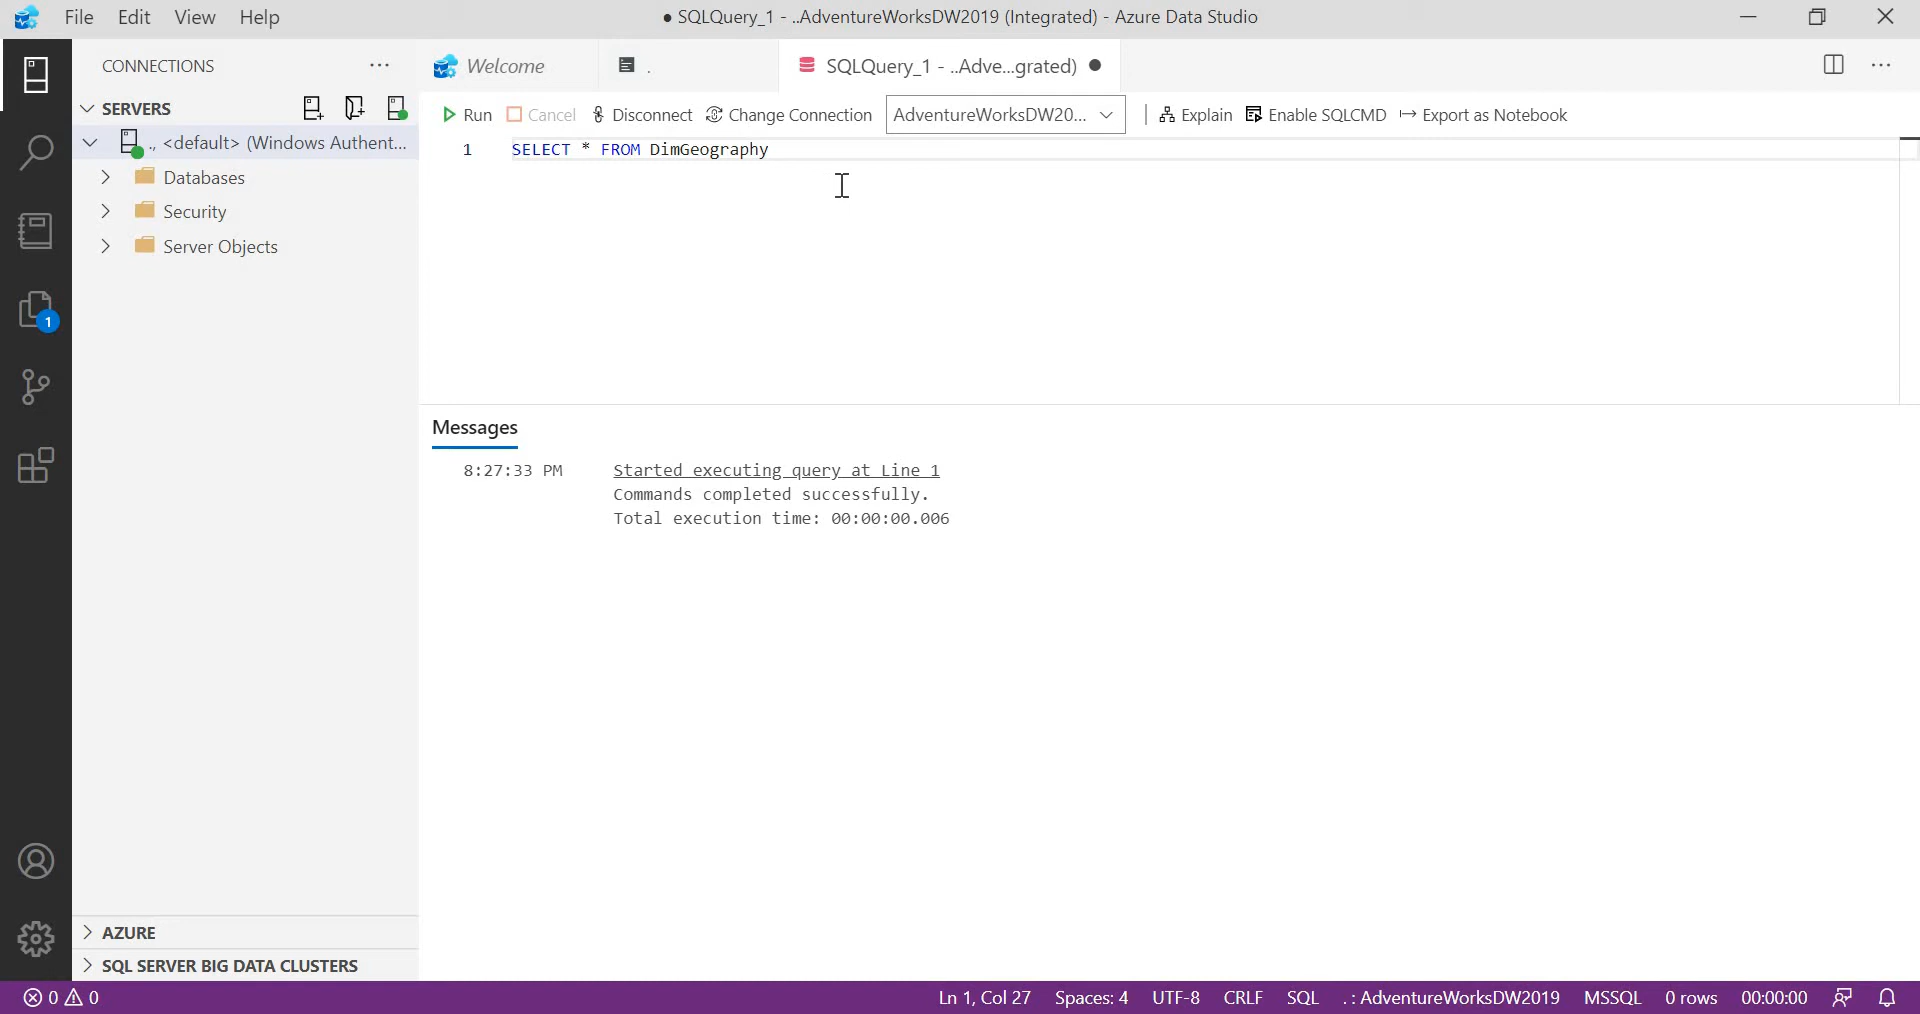 File Edit View Help
● SQLQuery_1 - ..AdventureWorksDW2019 (Integrated) - Azure Data Studio
CONNECTIONS
Welcome
.
SQLQuery_1 - ..Adve...grated)
SERVERS
Run Cancel Disconnect Change Connection AdventureWorksDW20... Explain Enable SQLCMD Export as Notebook
., <default> (Windows Authent...
1 SELECT * FROM DimGeography
Databases
Security
Server Objects
1
Messages
8:27:33 PM Started executing query at Line 1
Commands completed successfully.
Total execution time: 00:00:00.006
AZURE
SQL SERVER BIG DATA CLUSTERS
0 0 Ln 1, Col 27 Spaces: 4 UTF-8 CRLF SQL . : AdventureWorksDW2019 MSSQL 0 rows 00:00:00